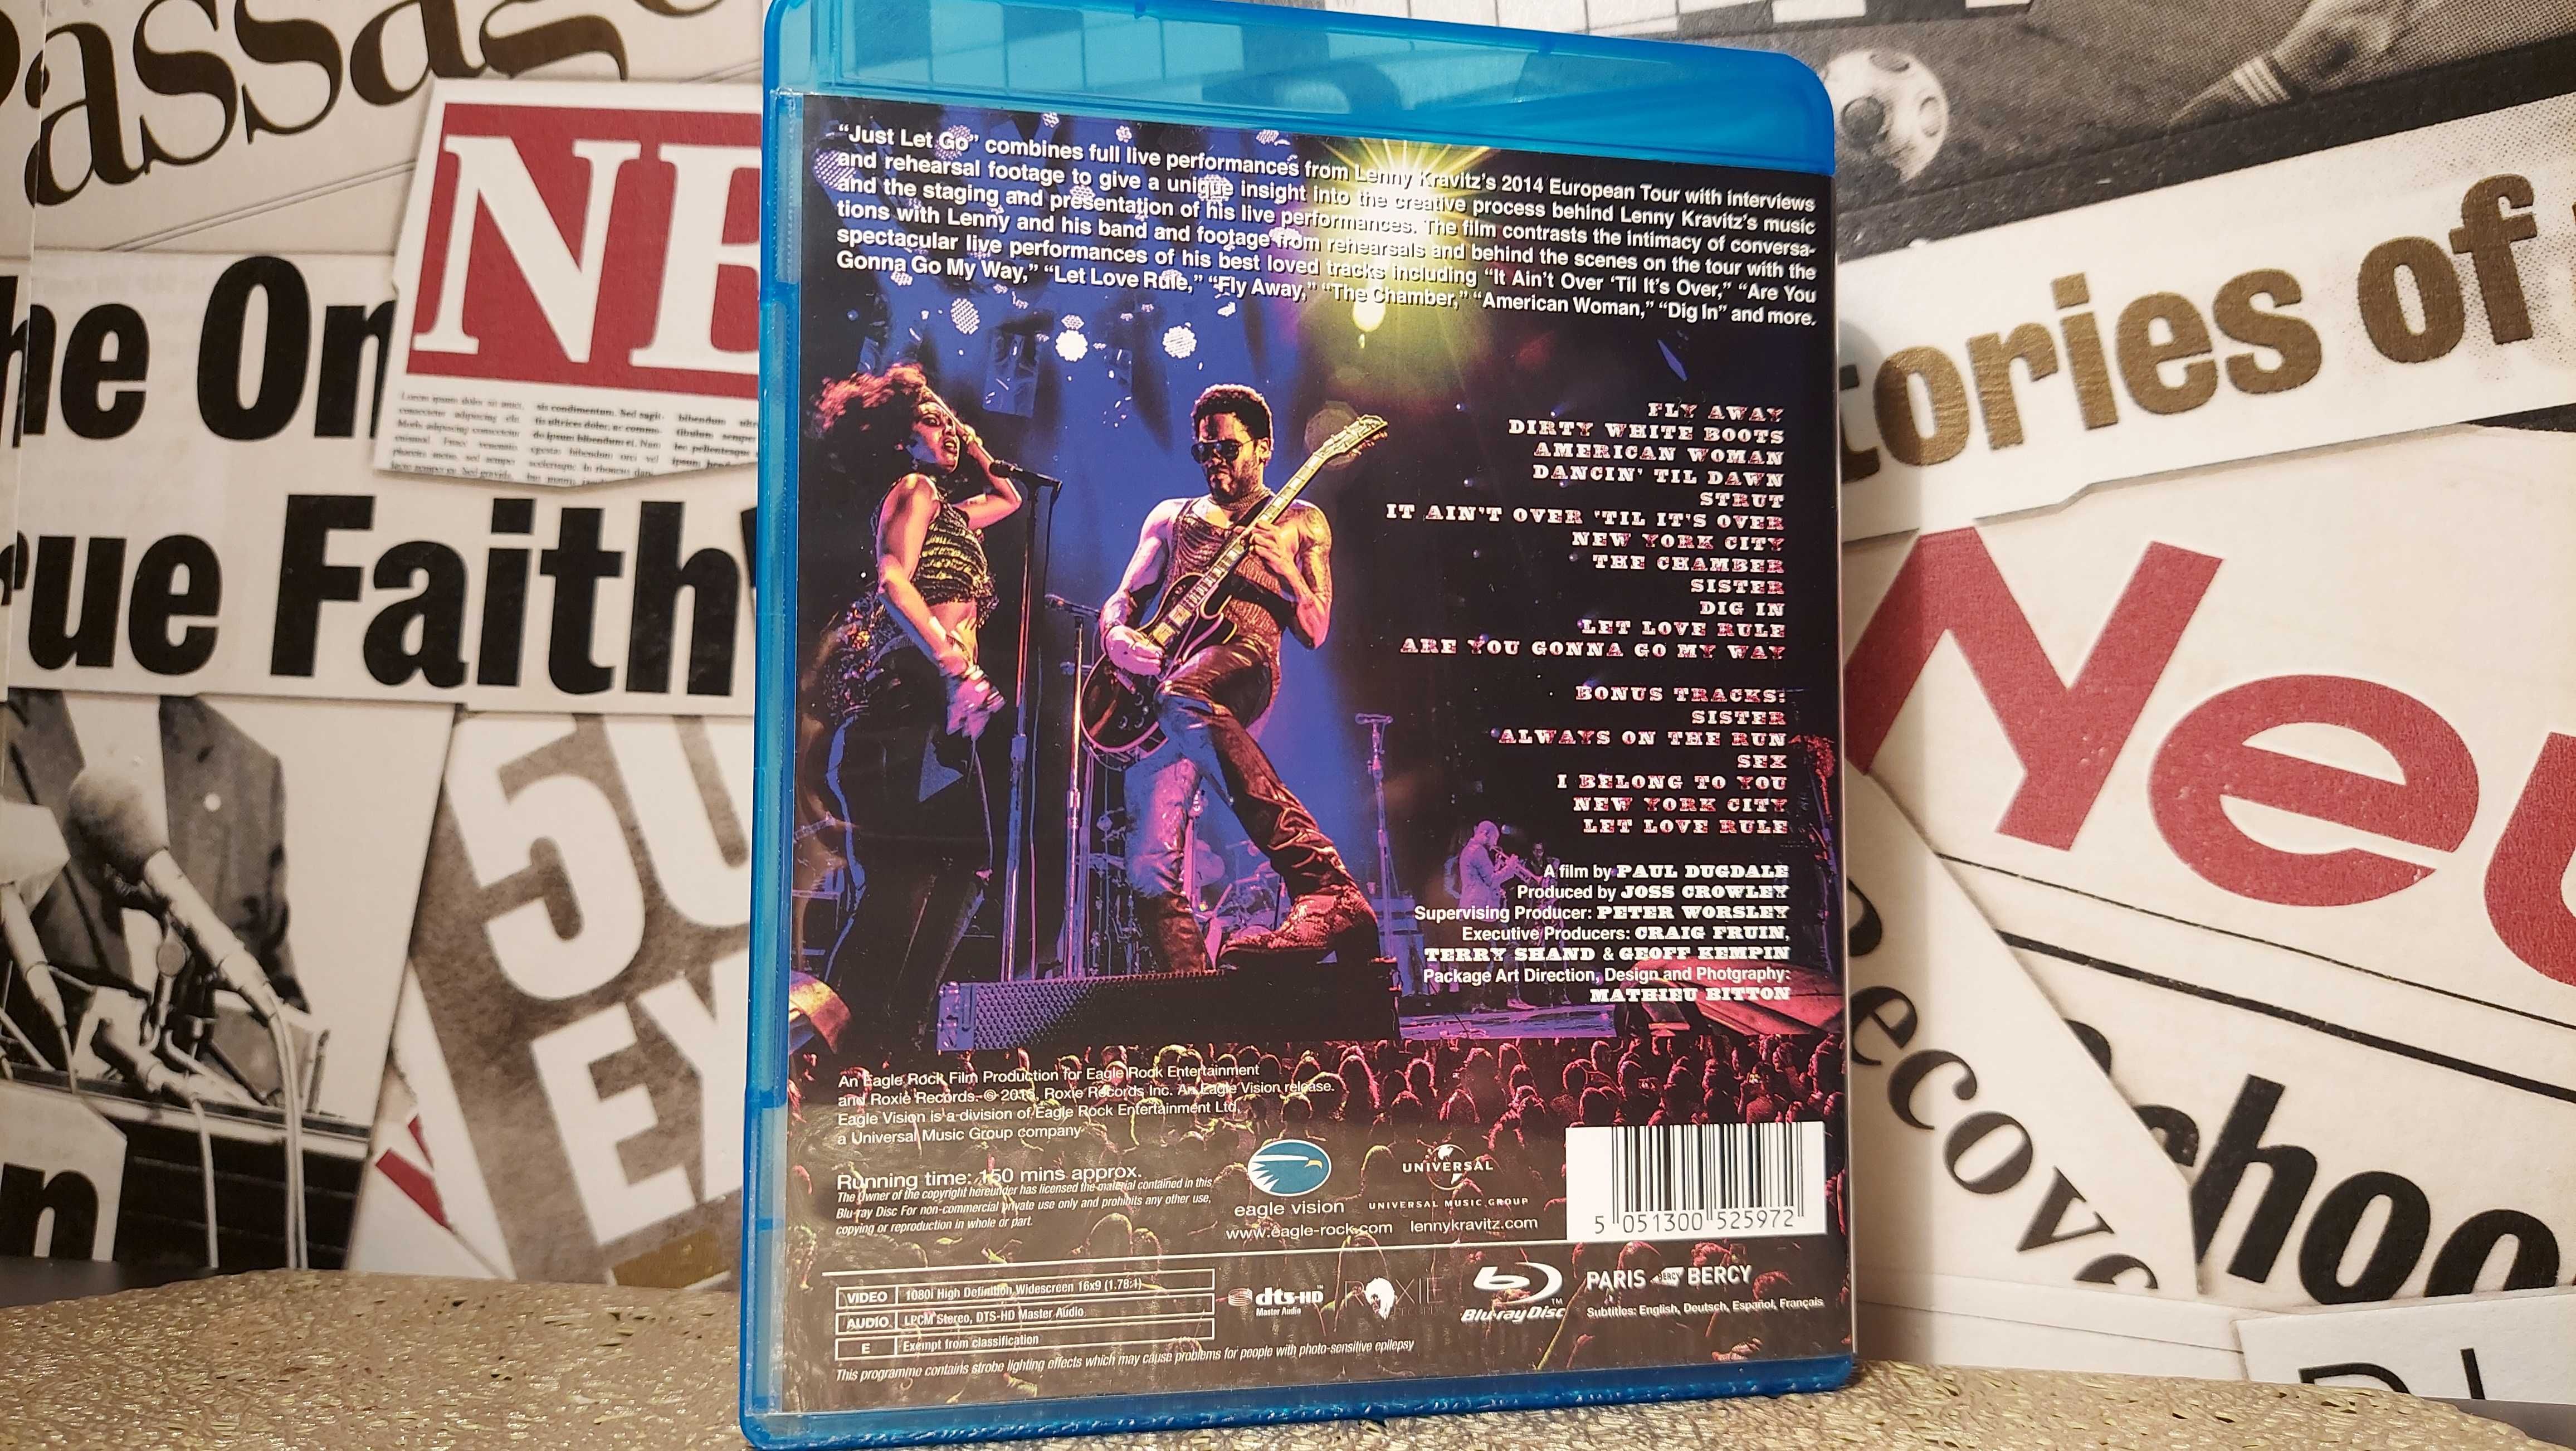 assag
he On
NE
rue Faith
50
EX
n
"Just Let Go" combines full live performances from Lenny Kravitz's 2014 European Tour with interviews
and rehearsal footage to give a unique insight into the creative process behind Lenny Kravitz's music
and the staging and presentation of his live performances. The film contrasts the intimacy of conversa-
tions with Lenny and his band and footage from rehearsals and behind the scenes on the tour with the
spectacular live performances of his best loved tracks including "It Ain't Over 'Til It's Over," "Are You
Gonna Go My Way," "Let Love Rule," "Fly Away," "The Chamber," "American Woman," "Dig In" and more.
FLY AWAY
DIRTY WHITE BOOTS
AMERICAN WOMAN
DANCIN' TIL DAWN
STRUT
IT AIN'T OVER 'TIL IT'S OVER
NEW YORK CITY
THE CHAMBER
SISTER
DIG IN
LET LOVE RULE
ARE YOU GONNA GO MY WAY
BONUS TRACKS:
SISTER
ALWAYS ON THE RUN
SEX
I BELONG TO YOU
NEW YORK CITY
LET LOVE RULE
A film by PAUL DUGDALE
Produced by JOSS CROWLEY
Supervising Producer: PETER WORSLEY
Executive Producers: CRAIG FRUIN,
TERRY SHAND & GEOFF KEMPIN
Package Art Direction, Design and Photgraphy:
MATHIEU BITTON
An Eagle Rock Film Production for Eagle Rock Entertainment
and Roxie Records. Roxie Records Inc. An Eagle Vision release.
Eagle Vision is a division of Eagle Rock Entertainment Ltd,
a Universal Music Group company
Running time: 150 mins approx.
The Owner of the copyright hereunder has licensed the material contained in this
Blu-ray Disc For non-commercial private use only and prohibits any other use,
copying or reproduction in whole or part.
eagle vision
www.eagle-rock.com
UNIVERSAL
UNIVERSAL MUSIC GROUP
lennykravitz.com
5 051300 525972
VIDEO 1080i High Definition Widescreen 16x9 (1.78:1)
AUDIO LPCM Stereo, DTS-HD Master Audio
E Exempt from classification
dts-HD
Master Audio
ROXIE
Blu-ray Disc
PARIS BERCY BERCY
Subtitles: English, Deutsch, Español, Français
This programme contains strobe lighting effects which may cause problems for people with photo-sensitive epilepsy
tories of
Yeu
ecove
choo